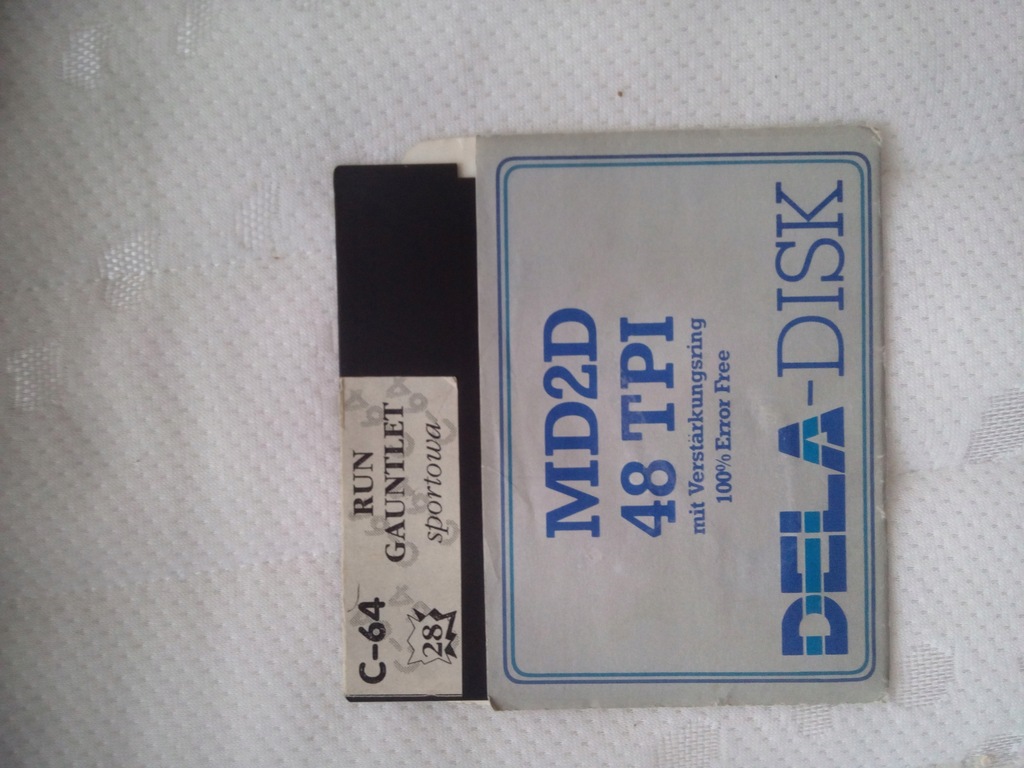 C-64
RUN
GAUNTLET
sportowa
28
MD2D
48 TPI
mit Verstärkungsring
100% Error Free
DELA-DISK